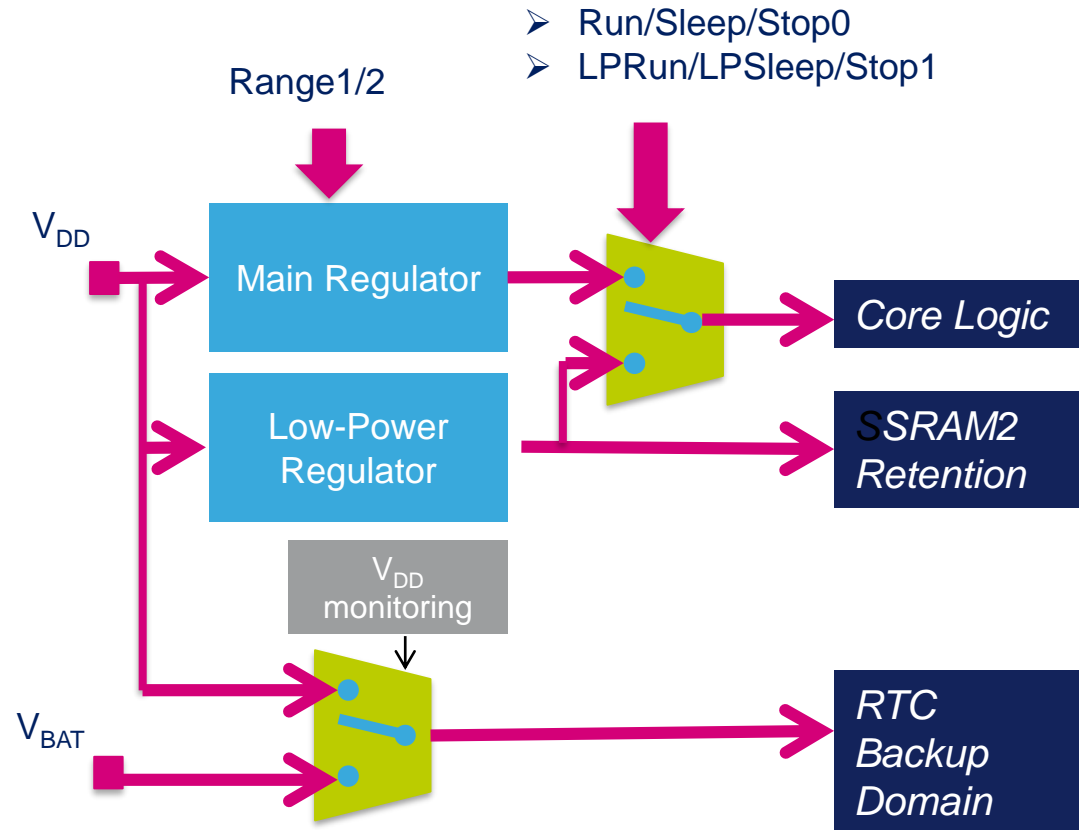 ➢ Run/Sleep/Stop0
➢ LPRun/LPSleep/Stop1
Range1/2
VDD
Main Regulator
Core Logic
Low-Power
Regulator
SSRAM2
Retention
VDD
monitoring
VBAT
RTC
Backup
Domain